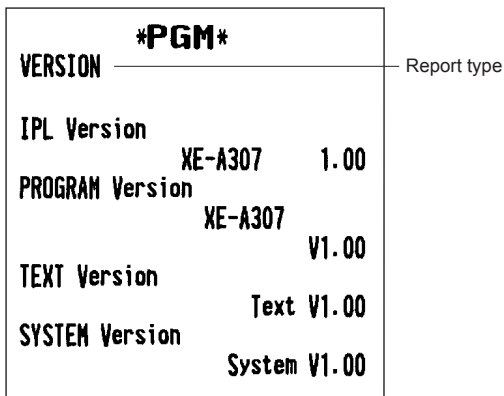 *PGM*
VERSION
Report type
IPL Version
XE-A307 1.00
PROGRAM Version
XE-A307
V1.00
TEXT Version
Text V1.00
SYSTEM Version
System V1.00